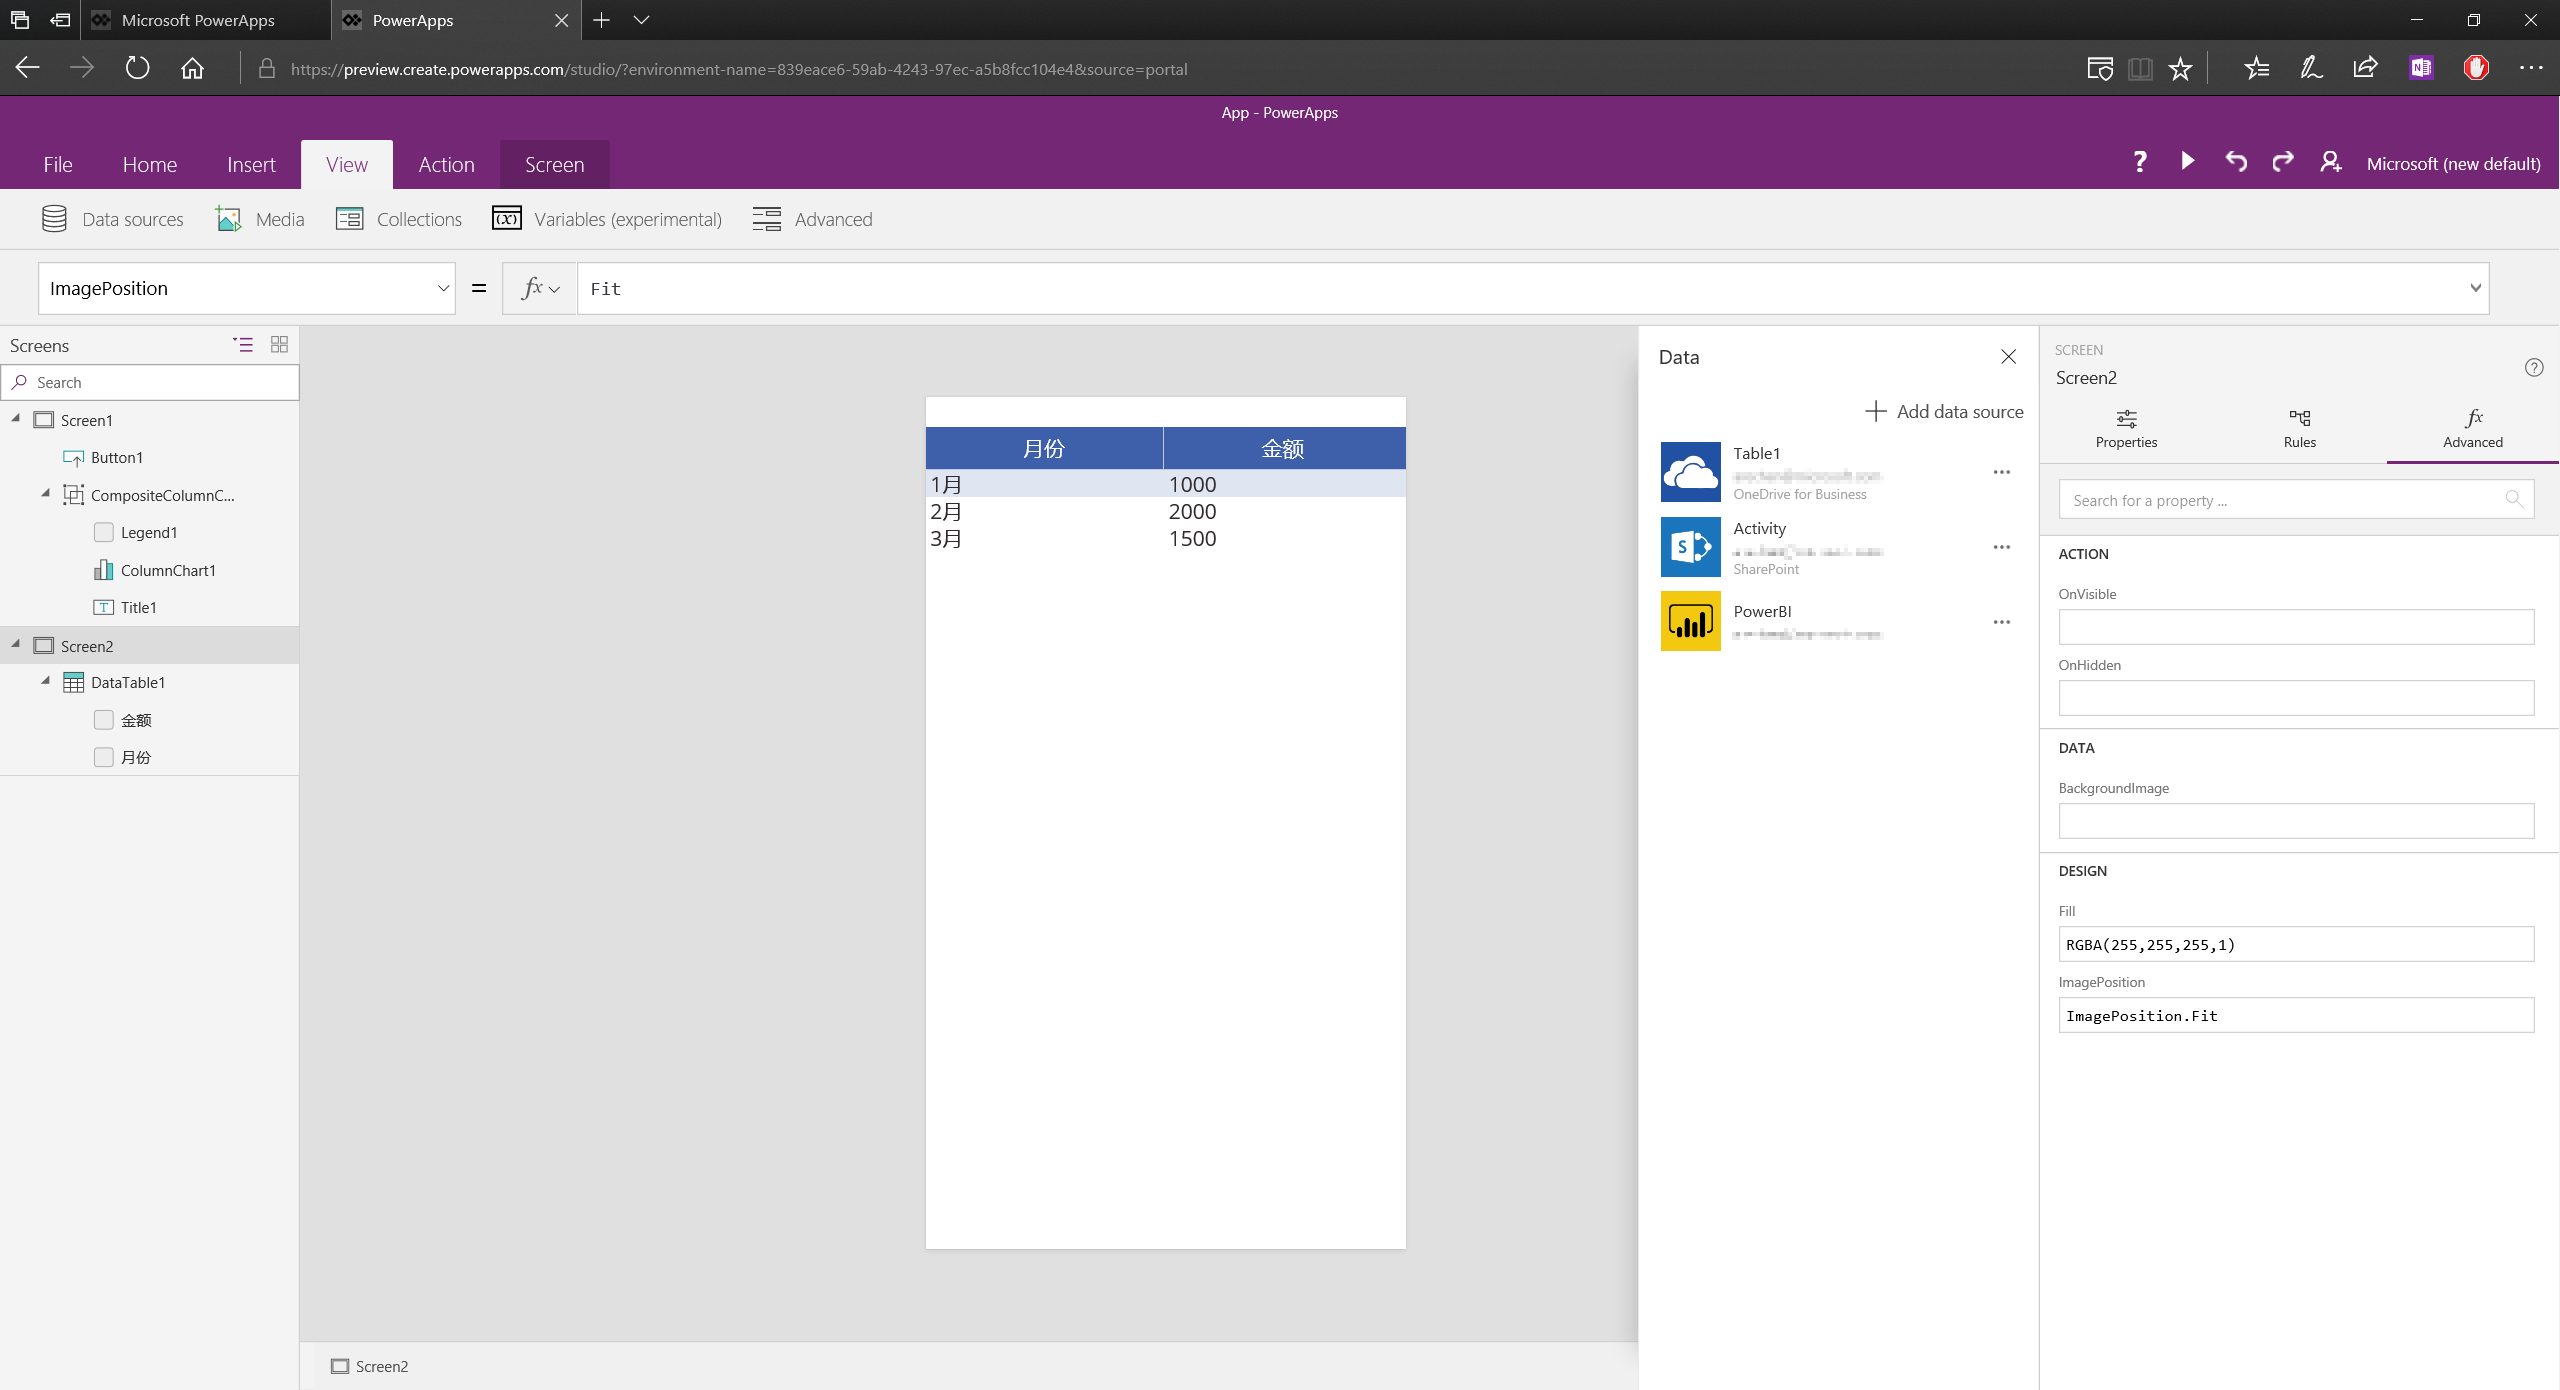 Microsoft PowerApps
PowerApps
https://preview.create.powerapps.com/studio/?environment-name=839eace6-59ab-4243-97ec-a5b8fcc104e4&source=portal
App - PowerApps
File
Home
Insert
View
Action
Screen
?
Microsoft (new default)
Data sources
Media
Collections
Variables (experimental)
Advanced
ImagePosition
=
fx
Fit
Screens
Search
Screen1
Button1
CompositeColumnC...
Legend1
ColumnChart1
Title1
Screen2
DataTable1
金额
月份
月份 金额
1月 1000
2月 2000
3月 1500
Screen2
Data
Add data source
Table1
OneDrive for Business
Activity
SharePoint
PowerBI
SCREEN
Screen2
Properties
Rules
Advanced
Search for a property ...
ACTION
OnVisible
OnHidden
DATA
BackgroundImage
DESIGN
Fill
RGBA(255,255,255,1)
ImagePosition
ImagePosition.Fit